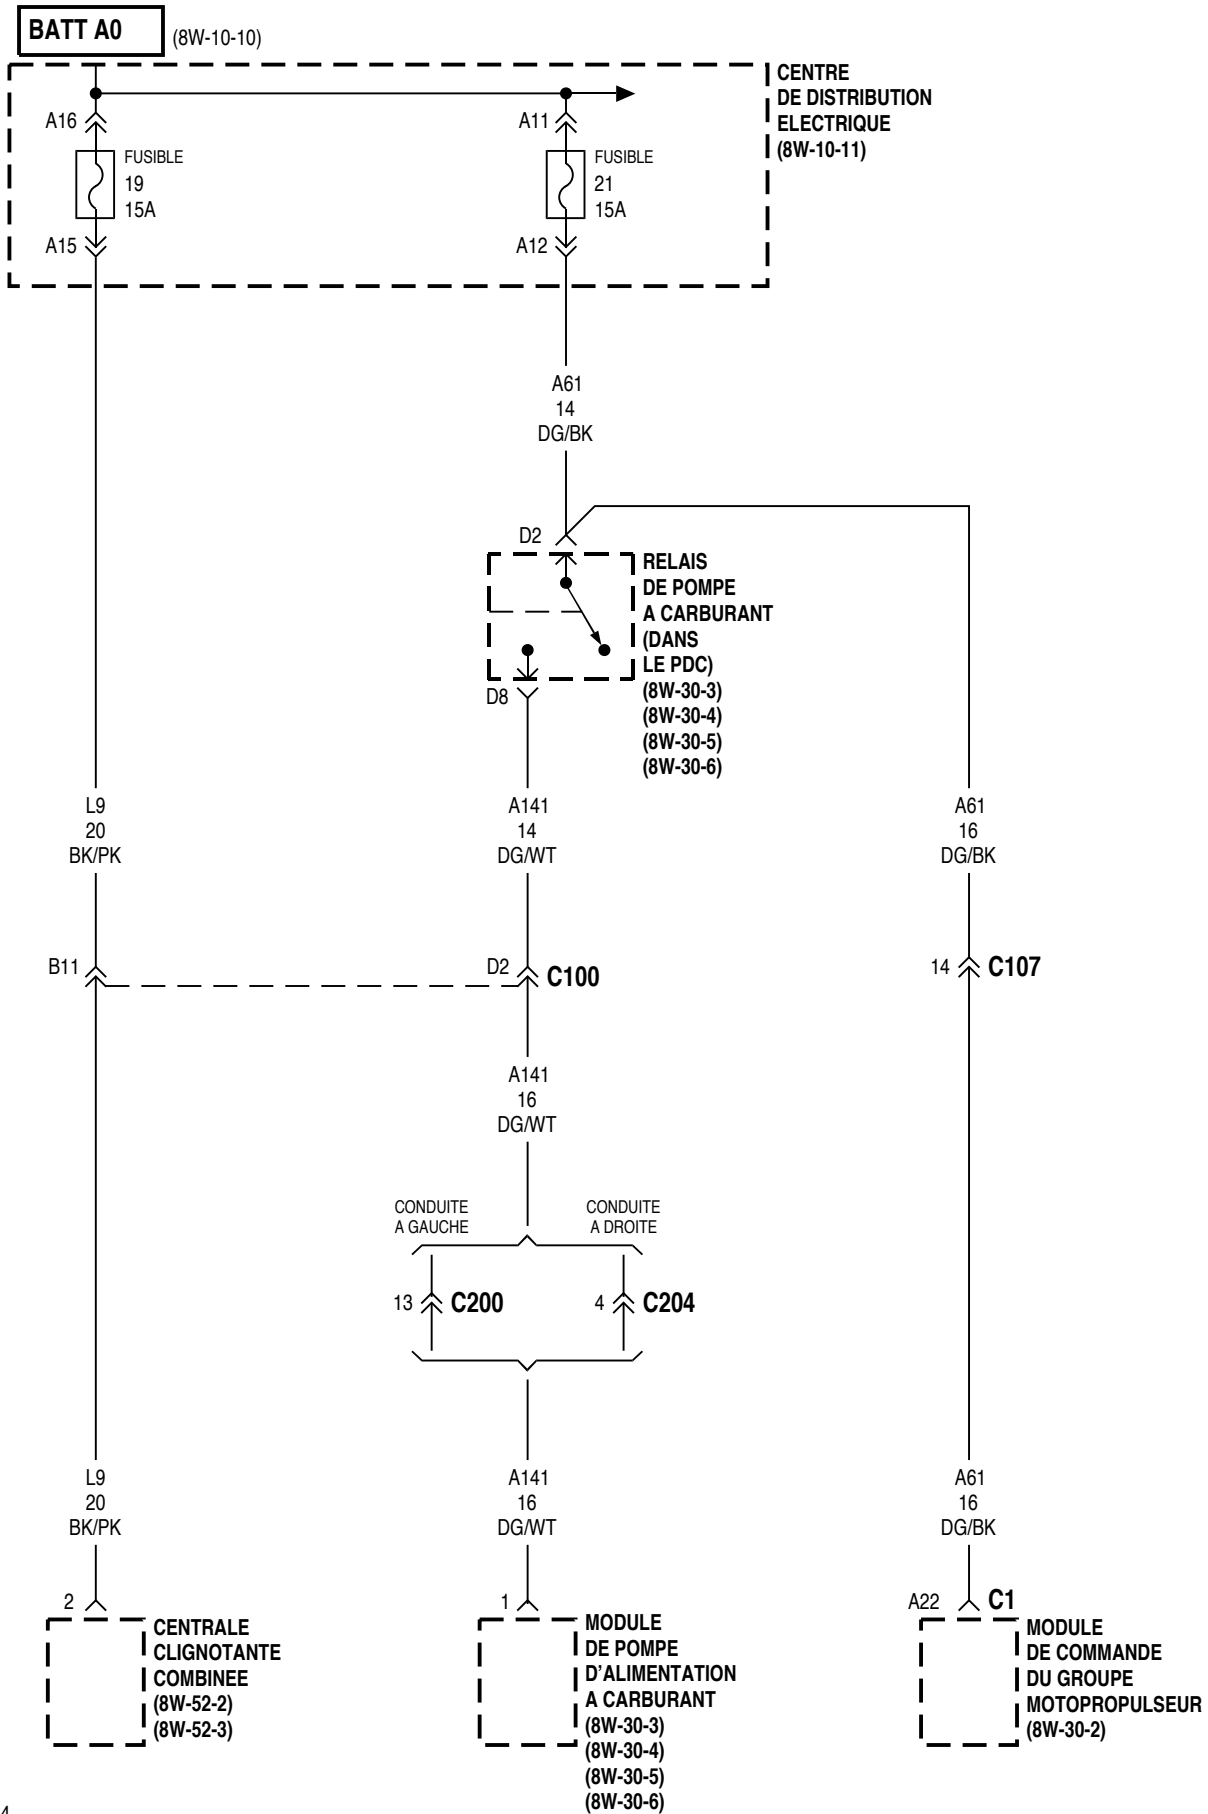 BATT A0
(8W-10-10)
CENTRE
DE DISTRIBUTION
ELECTRIQUE
(8W-10-11)
A16
FUSIBLE
19
15A
A15
A11
FUSIBLE
21
15A
A12
A61
14
DG/BK
D2
RELAIS
DE POMPE
A CARBURANT
(DANS
LE PDC)
(8W-30-3)
(8W-30-4)
(8W-30-5)
(8W-30-6)
D8
L9
20
BK/PK
A141
14
DG/WT
A61
16
DG/BK
B11
D2
C100
14
C107
A141
16
DG/WT
CONDUITE
A GAUCHE
CONDUITE
A DROITE
13
C200
4
C204
L9
20
BK/PK
A141
16
DG/WT
A61
16
DG/BK
2
CENTRALE
CLIGNOTANTE
COMBINEE
(8W-52-2)
(8W-52-3)
1
MODULE
DE POMPE
D'ALIMENTATION
A CARBURANT
(8W-30-3)
(8W-30-4)
(8W-30-5)
(8W-30-6)
A22
C1
MODULE
DE COMMANDE
DU GROUPE
MOTOPROPULSEUR
(8W-30-2)
4